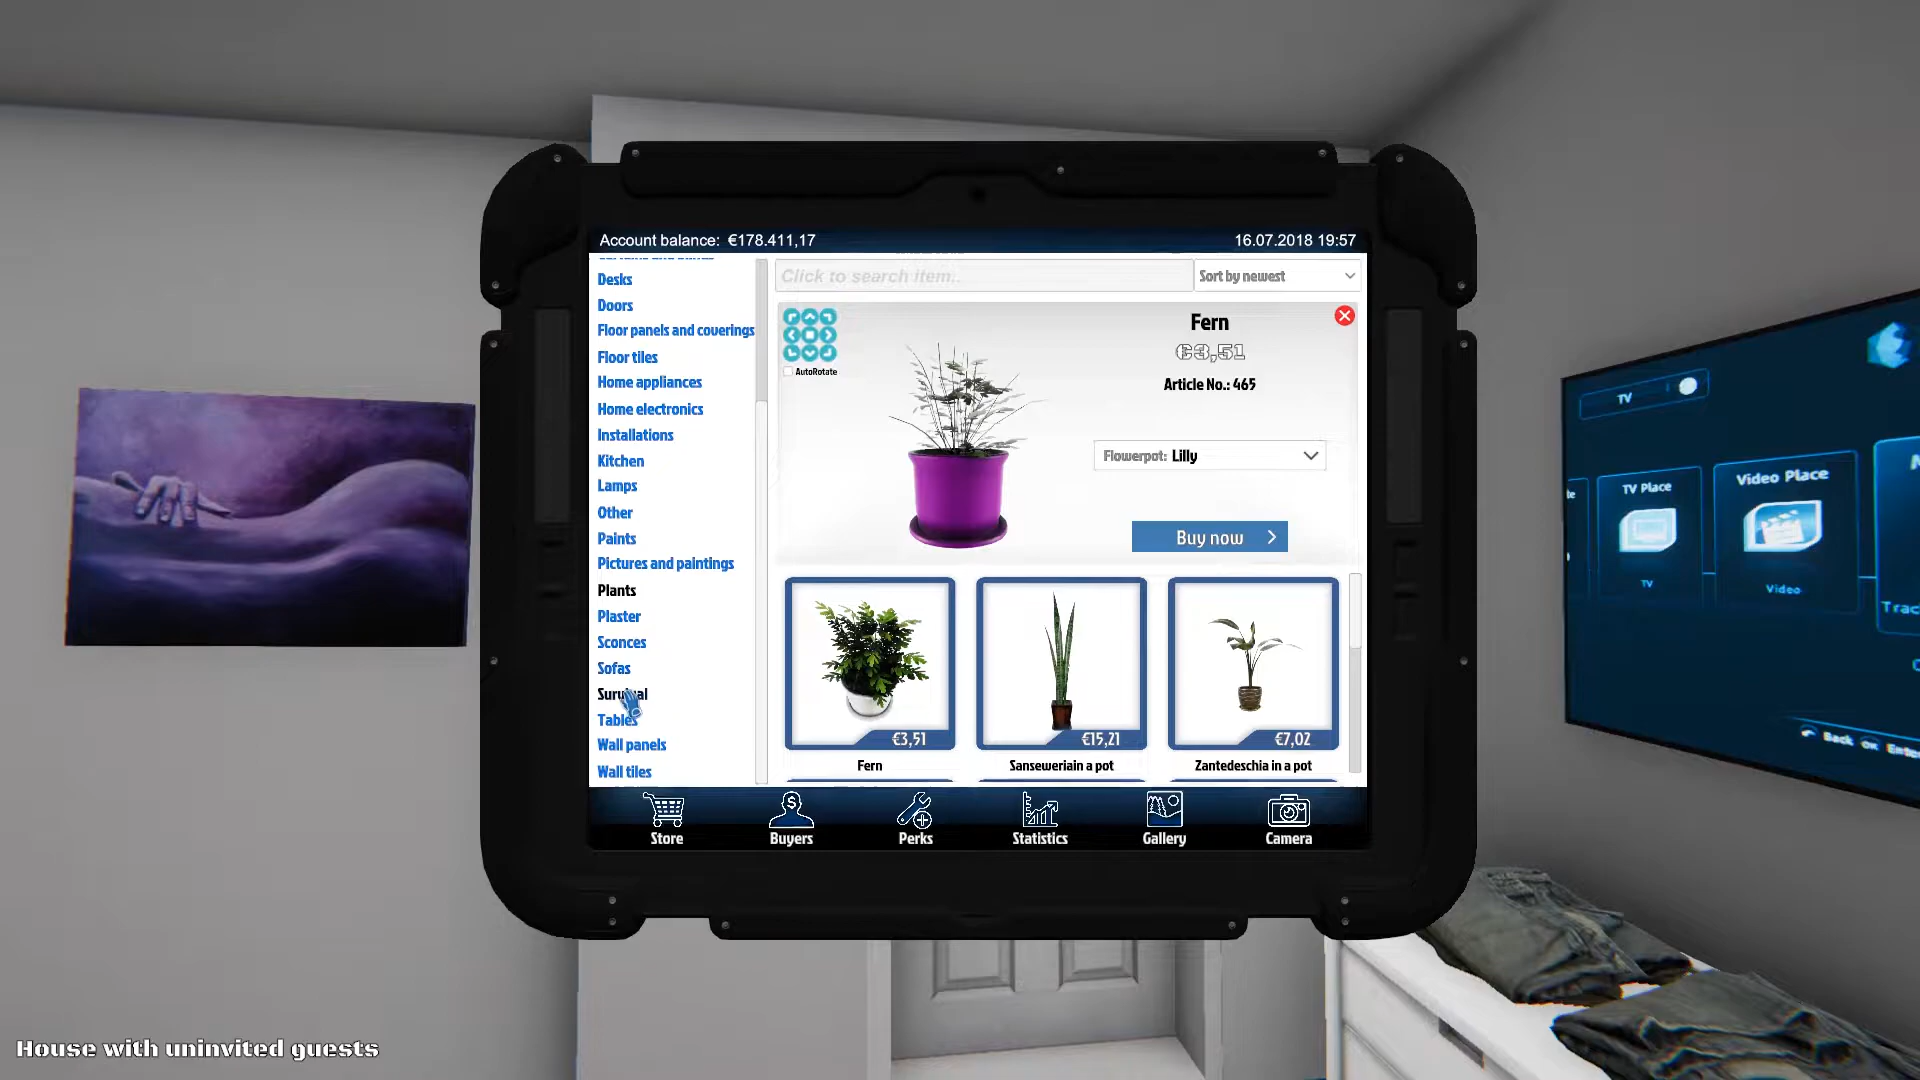 Account balance: €178.411,17
16.07.2018 19:57
Desks
Doors
Floor panels and coverings
Floor tiles
Home appliances
Home electronics
Installations
Kitchen
Lamps
Other
Paints
Pictures and paintings
Plants
Plaster
Sconces
Sofas
Survival
Tables
Wall panels
Wall tiles
Click to search item..
Sort by newest
AutoRotate
Fern
€3,51
Article No.: 465
Flowerpot: Lilly
Buy now
€3,51
Fern
€15,21
Sanseweriain a pot
€7,02
Zantedeschia in a pot
Store
Buyers
Perks
Statistics
Gallery
Camera
TV
TV Place
TV
Video Place
Video
Back
House with uninvited guests